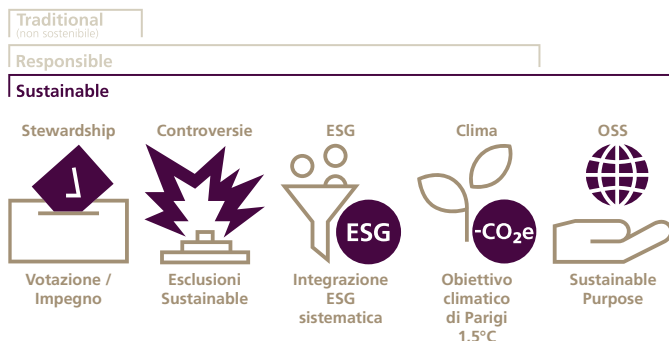 Traditional
(non sostenibile)
Responsible
Sustainable
Stewardship
Controversie
ESG
Clima
OSS
ESG
-CO₂e
Votazione /
Impegno
Esclusioni
Sustainable
Integrazione
ESG
sistematica
Obiettivo
climatico
di Parigi
1,5°C
Sustainable
Purpose